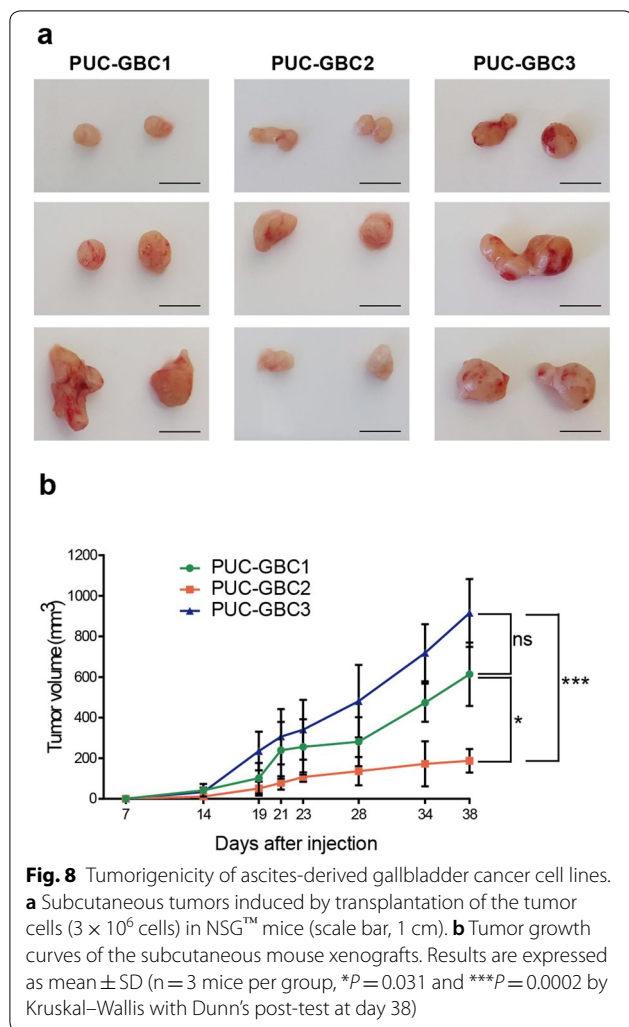 a
PUC-GBC1 PUC-GBC2 PUC-GBC3
b
1200
1000
800
600
400
200
0
Tumor volume (mm³)
PUC-GBC1
PUC-GBC2
PUC-GBC3
ns
*
***
7 14 19 21 23 28 34 38
Days after injection
Fig. 8 Tumorigenicity of ascites-derived gallbladder cancer cell lines.
a Subcutaneous tumors induced by transplantation of the tumor
cells (3 × 10⁶ cells) in NSG™ mice (scale bar, 1 cm). b Tumor growth
curves of the subcutaneous mouse xenografts. Results are expressed
as mean ± SD (n = 3 mice per group, *P = 0.031 and ***P = 0.0002 by
Kruskal–Wallis with Dunn’s post-test at day 38)